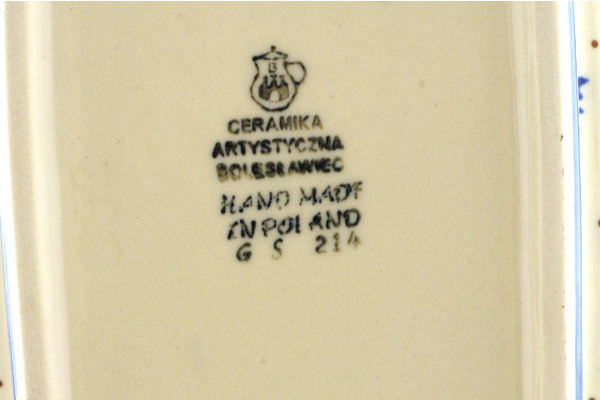 B
CERAMIKA
ARTYSTYCZNA
BOLESŁAWIEC
HAND MADE
IN POLAND
G S 214